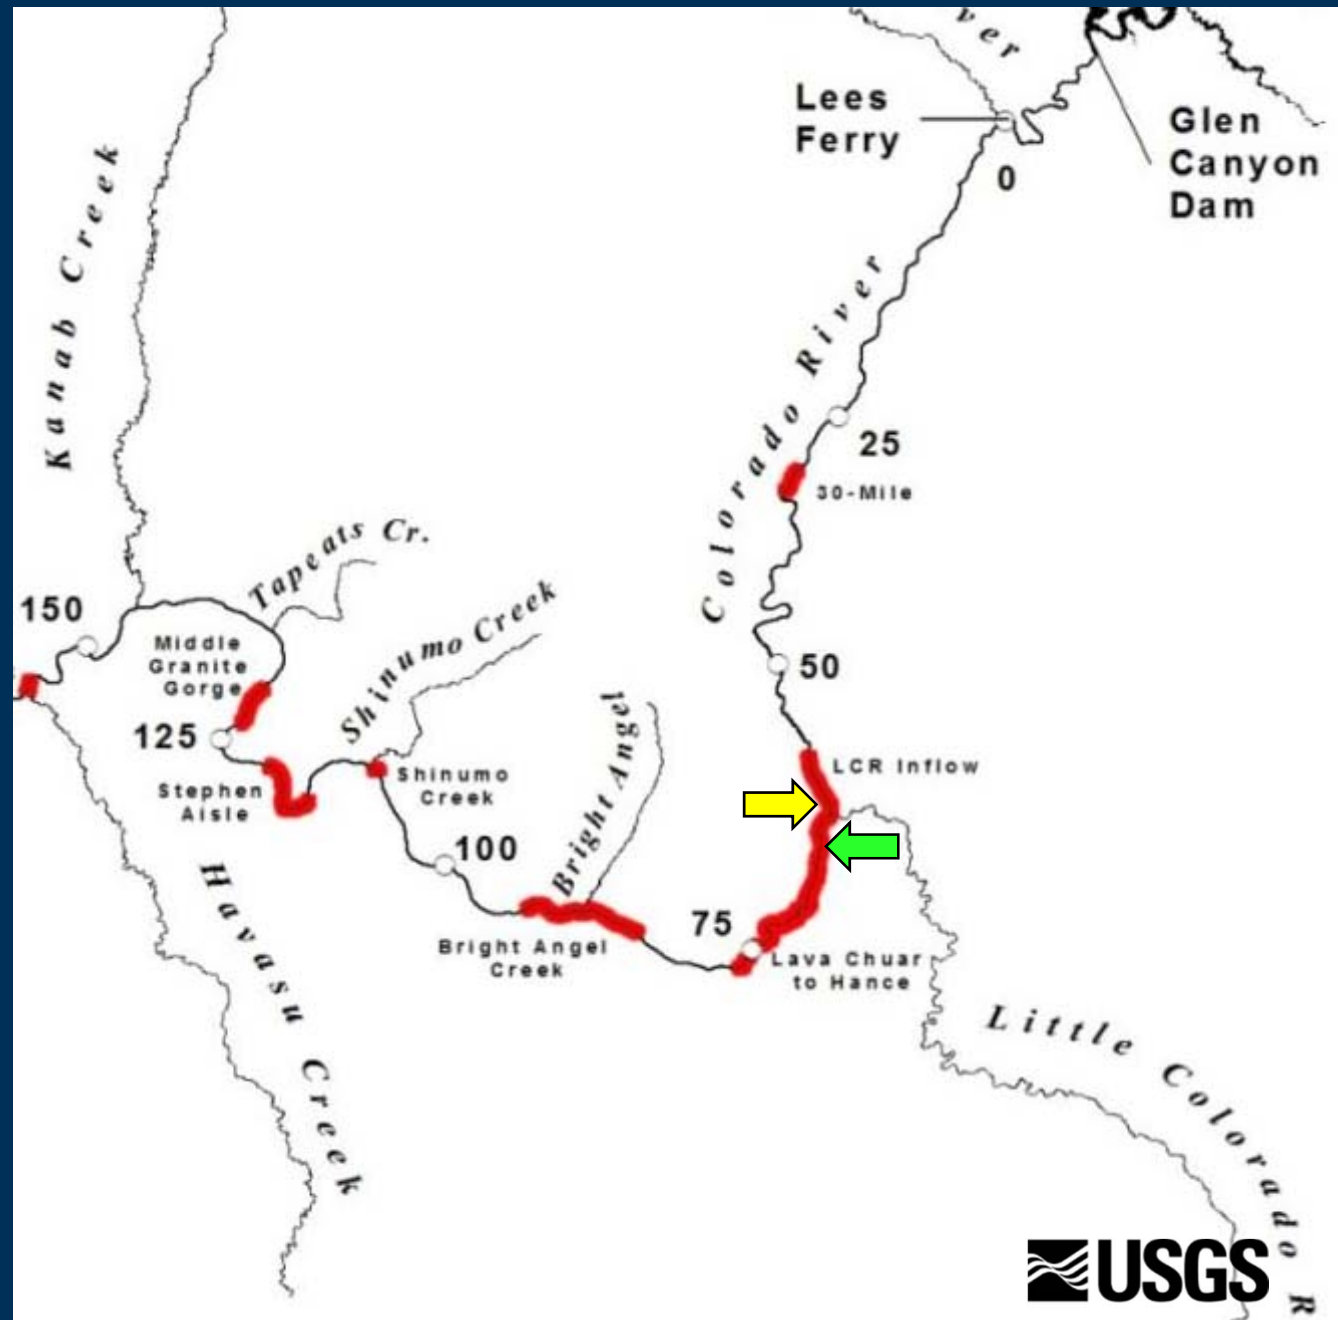 ver
Lees
Ferry
Glen
Canyon
Dam
0
Kanab Creek
Colorado River
25
30-Mile
Tapeats Cr.
Shinumo Creek
150
Middle
Granite
Gorge
50
Bright Angel
125
LCR Inflow
Shinumo
Creek
Stephen
Aisle
100
75
Bright Angel
Creek
Lava Chuar
to Hance
Havasu Creek
Little Colorado R
USGS